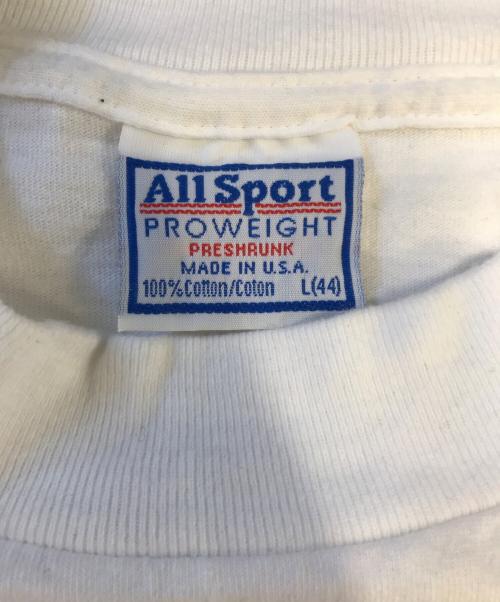 All Sport
PROWEIGHT
PRESHRUNK
MADE IN U.S.A.
100% Cotton/Coton L(44)